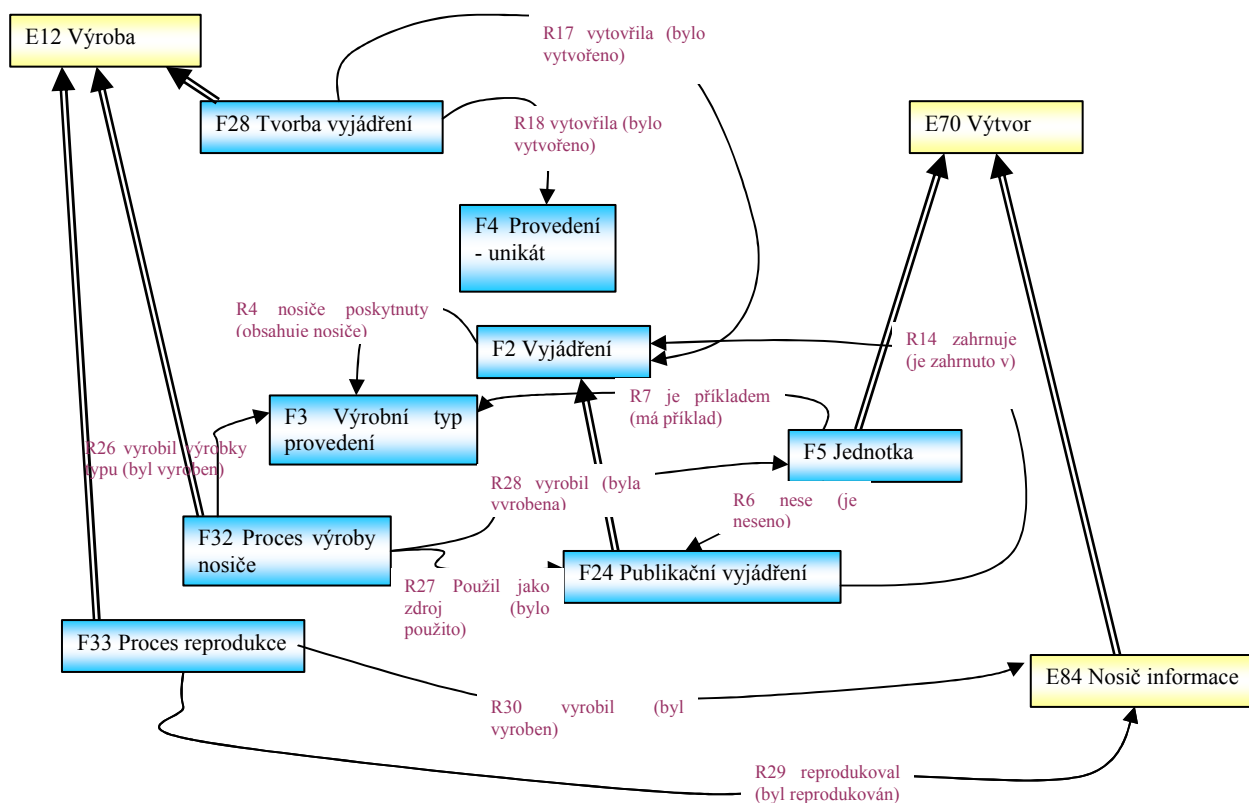 R17 vytovřila (bylo
vytvořeno)
E12 Výroba
F28 Tvorba vyjádření
R18 vytovřila (bylo
vytvořeno)
E70 Výtvor
F4 Provedení
- unikát
R4 nosiče poskytnuty
(obsahuje nosiče)
F2 Vyjádření
R14 zahrnuje
(je zahrnuto v)
R7 je příkladem
(má příklad)
F3 Výrobní typ
provedení
R26 vyrobil výrobky
typu (byl vyroben)
F5 Jednotka
R28 vyrobil (byla
vyrobena)
R6 nese (je
neseno)
F32 Proces výroby
nosiče
F24 Publikační vyjádření
R27 Použil jako
zdroj (bylo
použito)
F33 Proces reprodukce
E84 Nosič informace
R30 vyrobil (byl
vyroben)
R29 reprodukoval
(byl reprodukován)